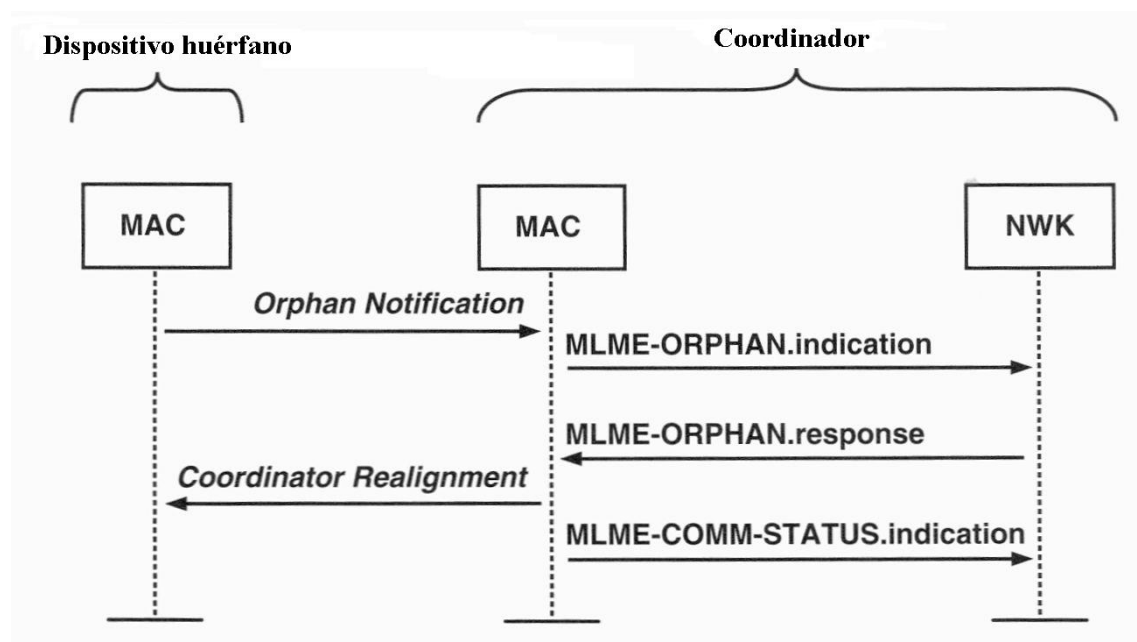 Dispositivo huérfano
Coordinador
MAC
MAC
NWK
Orphan Notification
MLME-ORPHAN.indication
MLME-ORPHAN.response
Coordinator Realignment
MLME-COMM-STATUS.indication